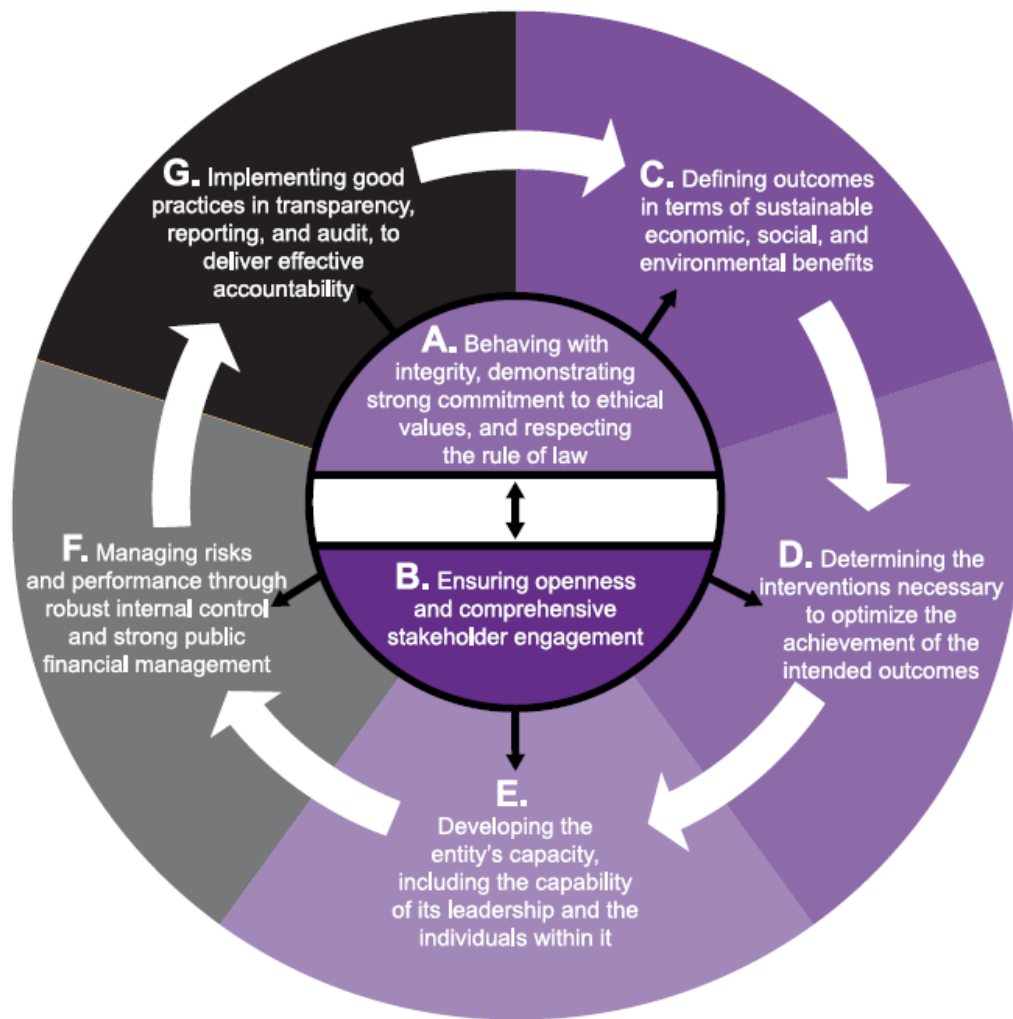 A. Behaving with
integrity, demonstrating
strong commitment to ethical
values, and respecting
the rule of law
B. Ensuring openness
and comprehensive
stakeholder engagement
C. Defining outcomes
in terms of sustainable
economic, social, and
environmental benefits
D. Determining the
interventions necessary
to optimize the
achievement of the
intended outcomes
E.
Developing the
entity's capacity,
including the capability
of its leadership and the
individuals within it
F. Managing risks
and performance through
robust internal control
and strong public
financial management
G. Implementing good
practices in transparency,
reporting, and audit, to
deliver effective
accountability